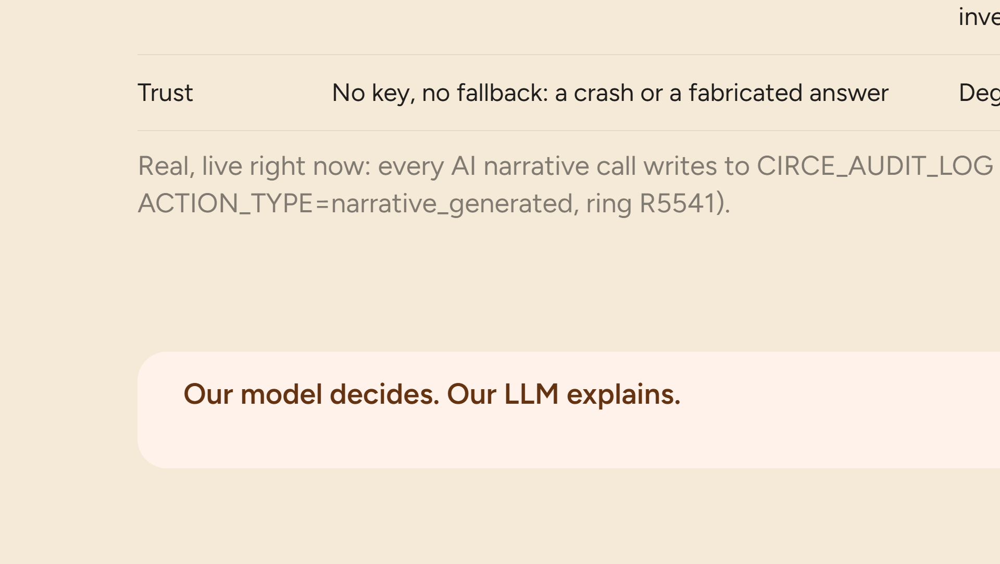 inve
Trust No key, no fallback: a crash or a fabricated answer Deg
Real, live right now: every AI narrative call writes to CIRCE_AUDIT_LOG
ACTION_TYPE=narrative_generated, ring R5541).
Our model decides. Our LLM explains.